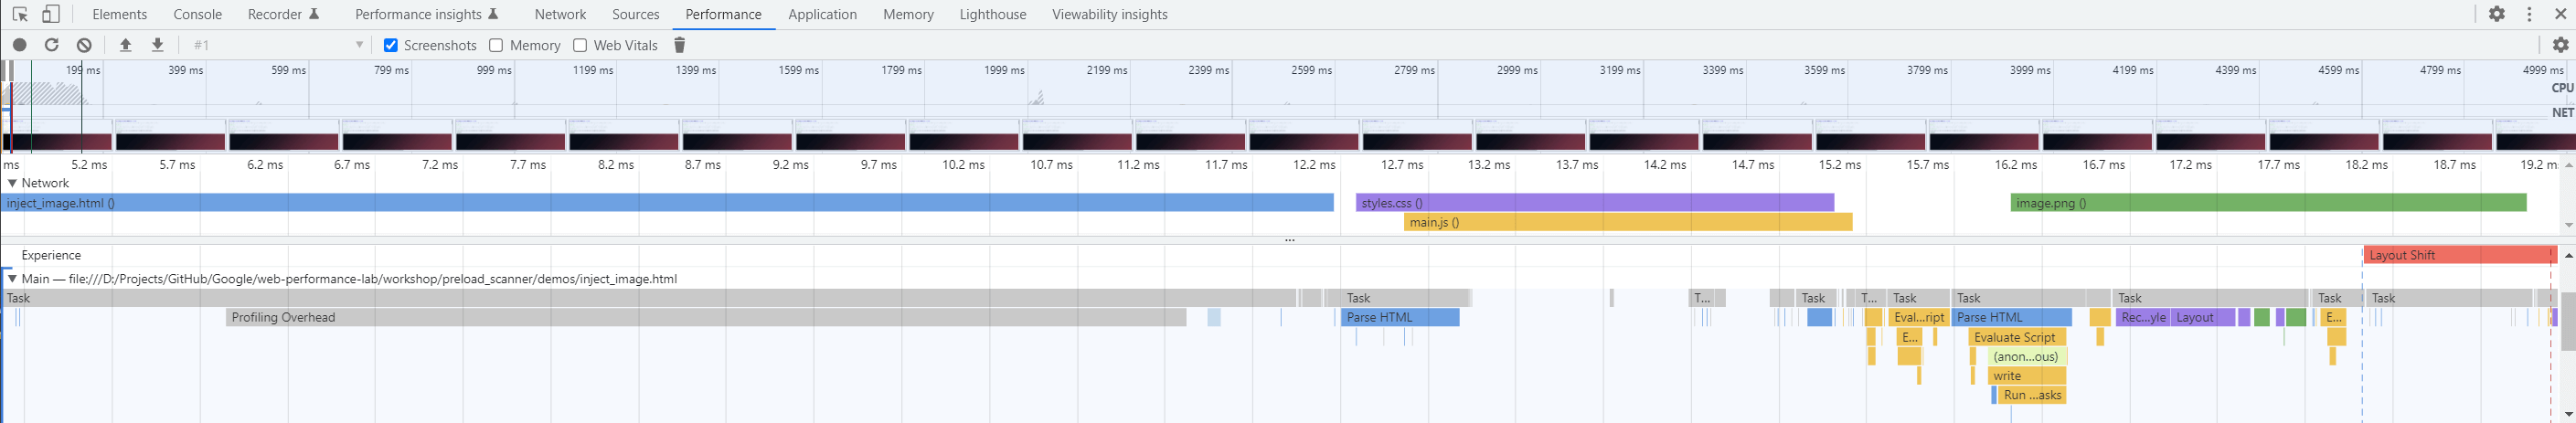 Elements Console Recorder Performance insights Network Sources Performance Application Memory Lighthouse Viewability insights
#1 Screenshots Memory Web Vitals
199 ms 399 ms 599 ms 799 ms 999 ms 1199 ms 1399 ms 1599 ms 1799 ms 1999 ms 2199 ms 2399 ms 2599 ms 2799 ms 2999 ms 3199 ms 3399 ms 3599 ms 3799 ms 3999 ms 4199 ms 4399 ms 4599 ms 4799 ms 4999 ms
CPU
NET
ms 5.2 ms 5.7 ms 6.2 ms 6.7 ms 7.2 ms 7.7 ms 8.2 ms 8.7 ms 9.2 ms 9.7 ms 10.2 ms 10.7 ms 11.2 ms 11.7 ms 12.2 ms 12.7 ms 13.2 ms 13.7 ms 14.2 ms 14.7 ms 15.2 ms 15.7 ms 16.2 ms 16.7 ms 17.2 ms 17.7 ms 18.2 ms 18.7 ms 19.2 m
Network
inject_image.html () styles.css () image.png ()
main.js ()
...
Experience Layout Shift
Main — file:///D:/Projects/GitHub/Google/web-performance-lab/workshop/preload_scanner/demos/inject_image.html
Task Task T... Task T... Task Task Task Task Task
Profiling Overhead Parse HTML Eval...ript Parse HTML Rec...yle Layout E...
E... Evaluate Script
(anon...ous)
write
Run ...asks